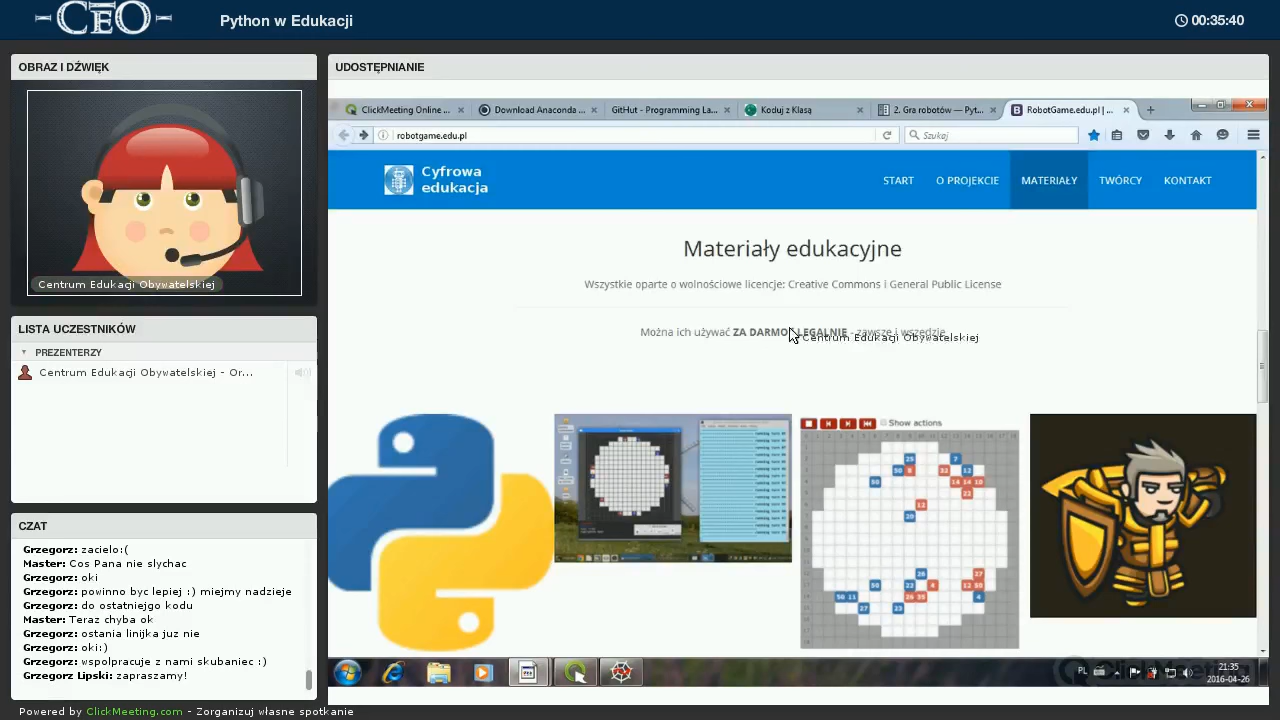 CEO
Python w Edukacji
00:35:40
OBRAZ I DŹWIĘK
Centrum Edukacji Obywatelskiej
LISTA UCZESTNIKÓW
PREZENTERZY
Centrum Edukacji Obywatelskiej - Or...
CZAT
Grzegorz: zacielo:(
Master: Cos Pana nie slychac
Grzegorz: oki
Grzegorz: powinno byc lepiej :) mojmy nadzieje
Grzegorz: do ostatniego kodu
Master: Teraz chyba ok
Grzegorz: ostania linijka juz nie
Grzegorz: oki:)
Grzegorz: wspolpracuje z nami skubaniec :)
Grzegorz Lipski: zapraszamy!
Powered by ClickMeeting.com - Zorganizuj własne spotkanie
UDOSTĘPNIANIE
ClickMeeting Online ...
Download Anaconda ...
GitHut - Programming La...
Koduj z Klasą
2. Gra robotów — Pyt...
RobotGame.edu.pl | ...
robotgame.edu.pl
Szukaj
Cyfrowa
edukacja
START
O PROJEKCIE
MATERIAŁY
TWÓRCY
KONTAKT
Materiały edukacyjne
Wszystkie oparte o wolnościowe licencje: Creative Commons i General Public License
Można ich używać ZA DARMO LEGALNIE - zawsze i wszędzie
Centrum Edukacji Obywatelskiej
Show actions
PL
21:35
2016-04-26